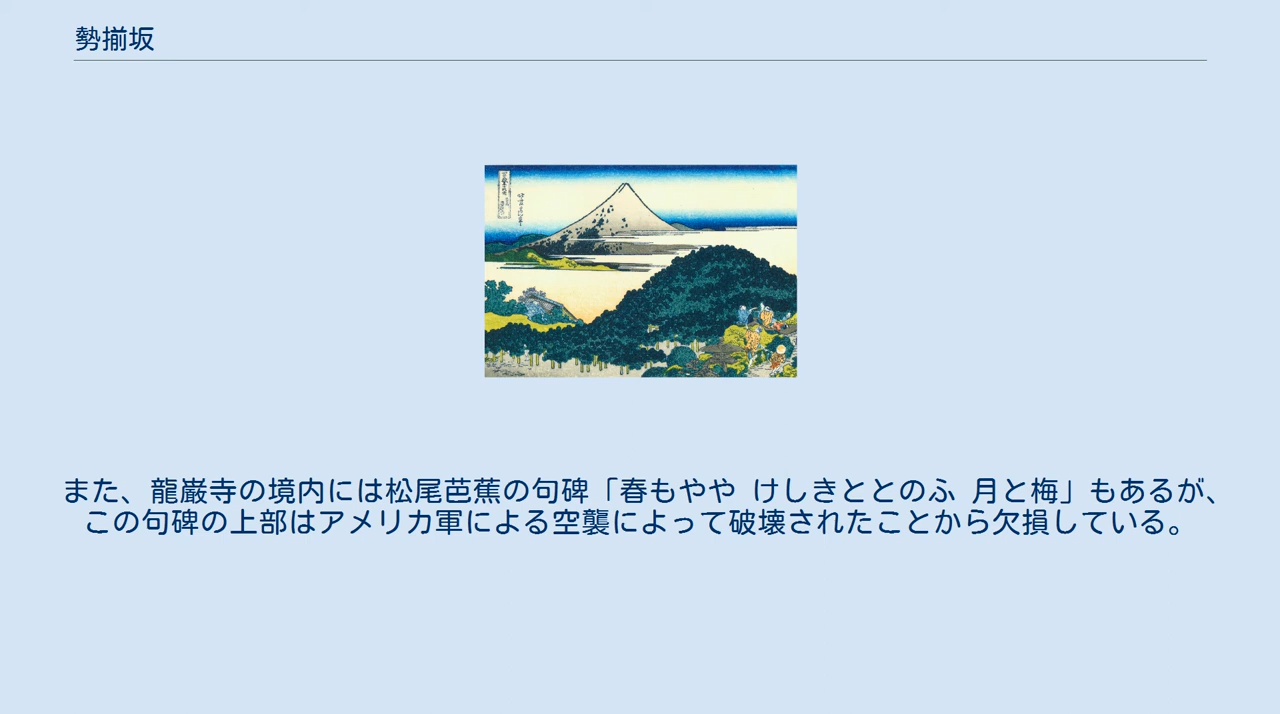 勢揃坂
また、龍巌寺の境内には松尾芭蕉の句碑「春もやや けしきととのふ 月と梅」もあるが、
この句碑の上部はアメリカ軍による空襲によって破壊されたことから欠損している。